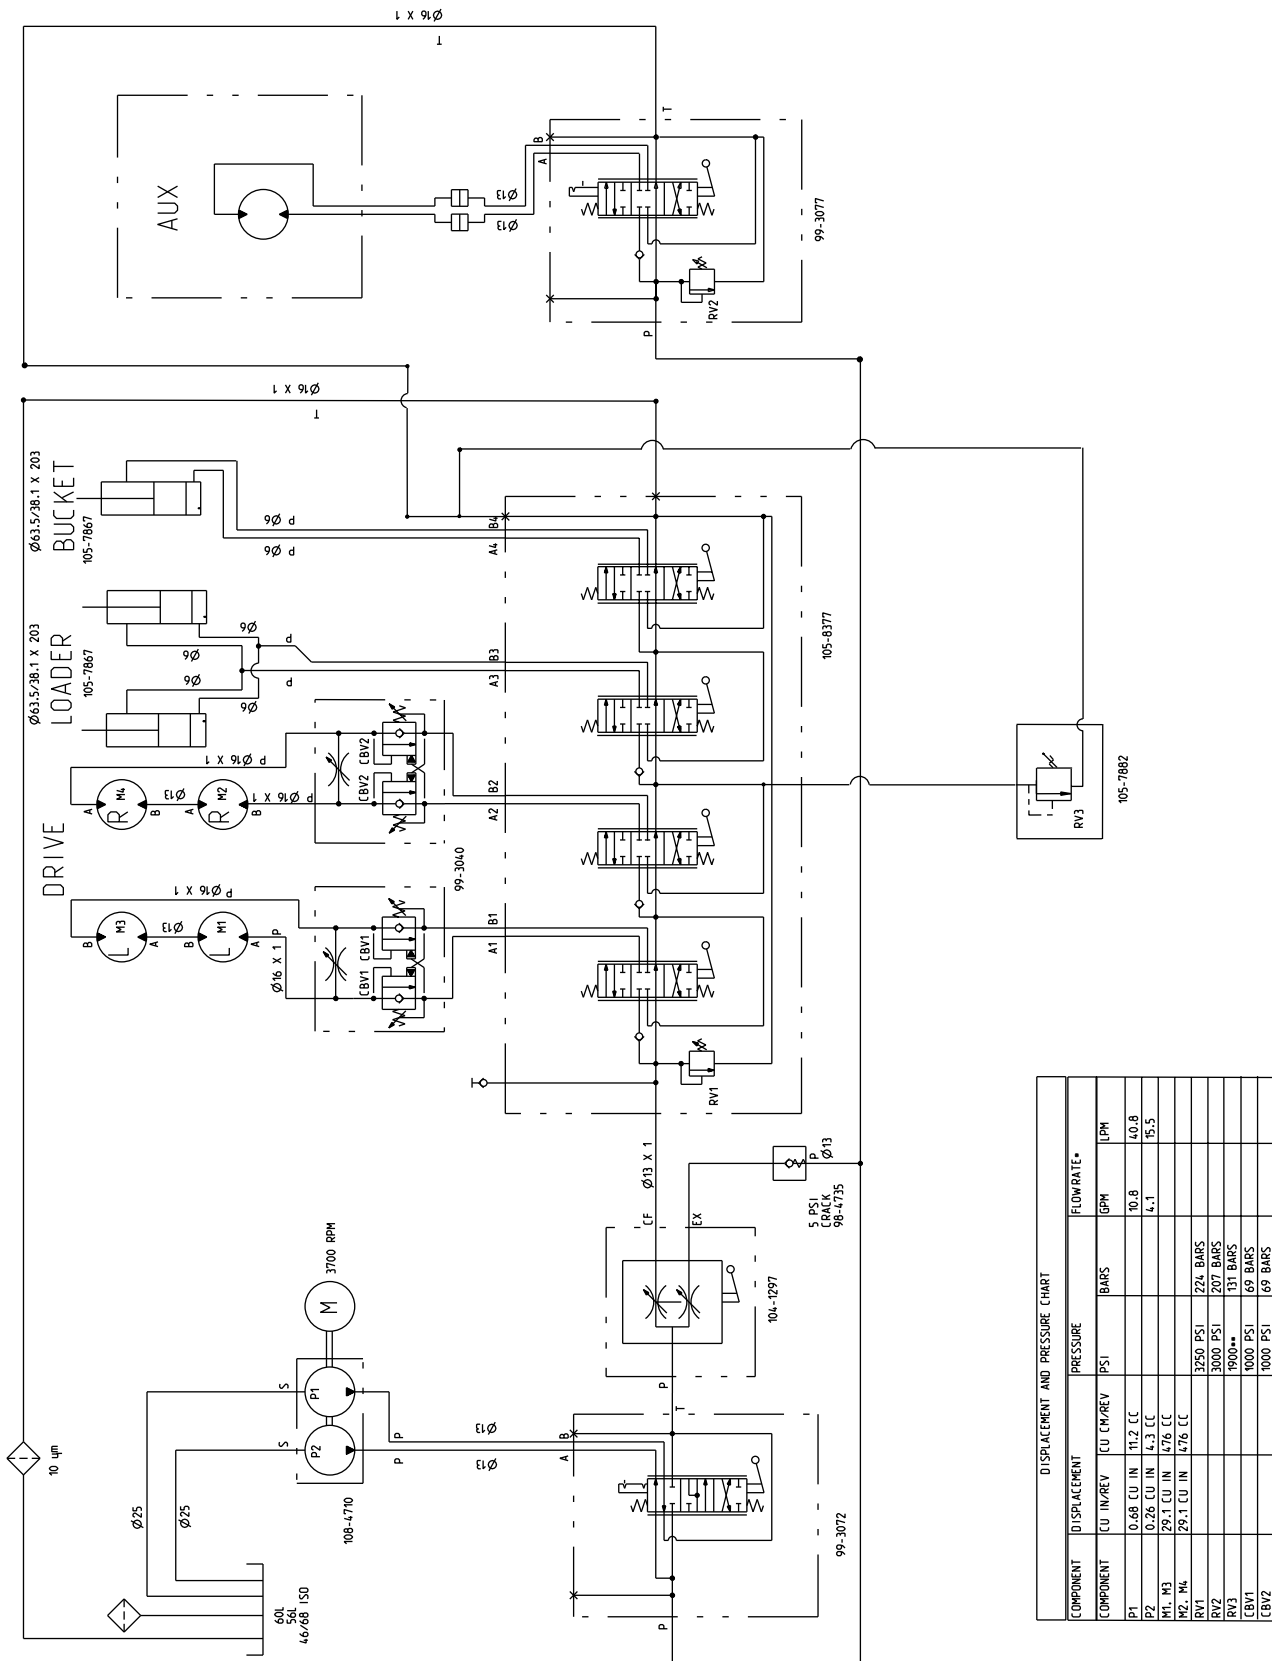 Ø16 X 1
T
AUX
Ø13
Ø13
A
B
T
99-3077
RV2
P
Ø16 X 1
T
Ø63.5/38.1 X 203
BUCKET
105-7867
P Ø6
P Ø6
A4
B4
Ø63.5/38.1 X 203
LOADER
105-7867
Ø6
Ø6
Ø6
Ø6
P
P
A3
B3
105-8377
DRIVE
P Ø16 X 1
A
R
M4
B
Ø13
A
R
M2
B
P Ø16 X 1
CBV2
CBV2
A2
B2
99-3040
P Ø16 X 1
B
L
M3
A
Ø13
B
L
M1
A
Ø16 X 1 P
CBV1
CBV1
A1
B1
RV1
RV3
105-7882
Ø13 X 1
CF
EX
P
Ø13
5 PSI
CRACK
98-4735
104-1297
P
3700 RPM
M
P1
P2
S
S
108-4710
P
P
Ø13
Ø13
A
B
T
99-3072
P
10 µm
Ø25
Ø25
60L
56L
46/68 ISO
DISPLACEMENT AND PRESSURE CHART
COMPONENT DISPLACEMENT PRESSURE FLOWRATE*
COMPONENT CU IN/REV CU CM/REV PSI BARS GPM LPM
P1 0.68 CU IN 11.2 CC 10.8 40.8
P2 0.26 CU IN 4.3 CC 4.1 15.5
M1, M3 29.1 CU IN 476 CC
M2, M4 29.1 CU IN 476 CC
RV1 3250 PSI 224 BARS
RV2 3000 PSI 207 BARS
RV3 1900** 131 BARS
CBV1 1000 PSI 69 BARS
CBV2 1000 PSI 69 BARS